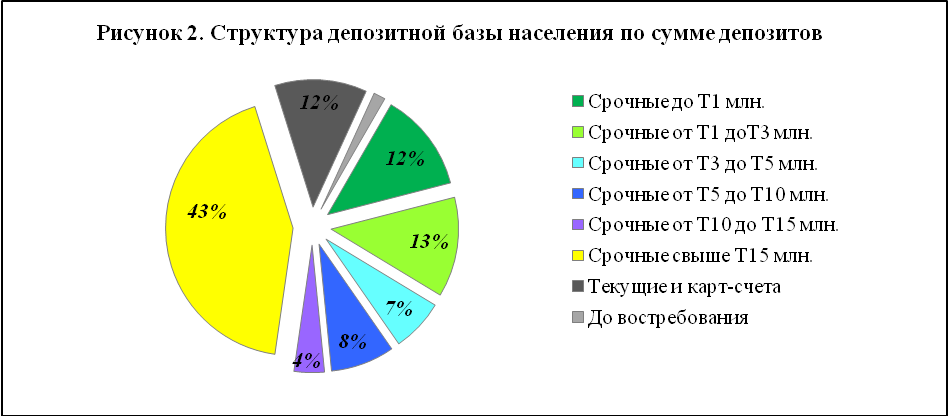 Рисунок 2. Структура депозитной базы населения по сумме депозитов
12%
12%
13%
7%
8%
4%
43%
Срочные до Т1 млн.
Срочные от Т1 доТ3 млн.
Срочные от Т3 до Т5 млн.
Срочные от Т5 до Т10 млн.
Срочные от Т10 до Т15 млн.
Срочные свыше Т15 млн.
Текущие и карт-счета
До востребования